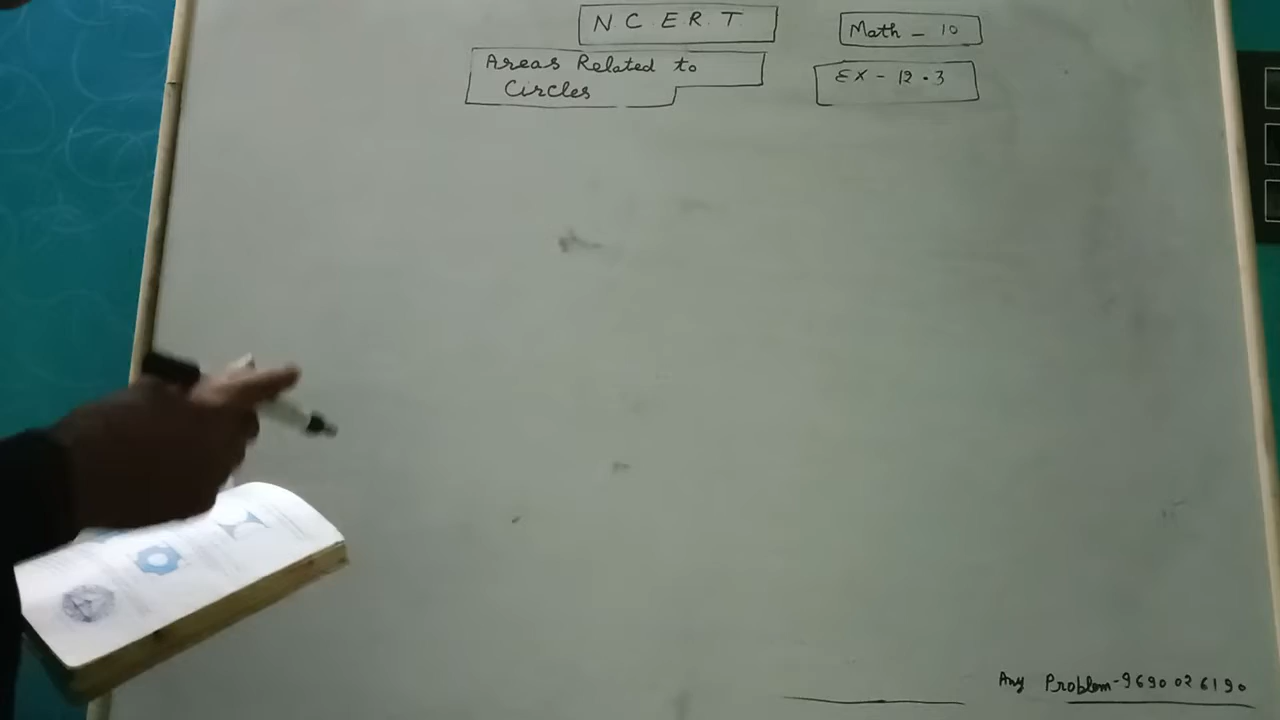 N C E R T
Math - 10
Areas Related to
Circles
EX - 12.3
Any Problem-9690026190